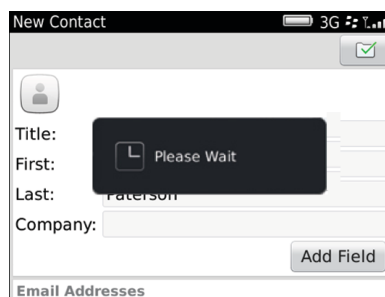 New Contact 3G
Title:
Please Wait
First:
Last: Paterson
Company:
Add Field
Email Addresses